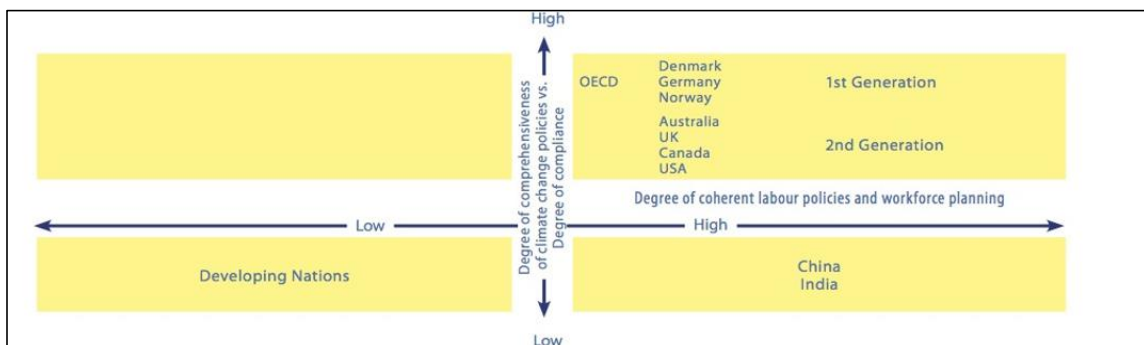 High
OECD
Denmark
Germany
Norway
1st Generation
Australia
UK
Canada
USA
2nd Generation
Degree of comprehensiveness
of climate change policies vs.
Degree of compliance
Degree of coherent labour policies and workforce planning
Low
High
Developing Nations
China
India
Low